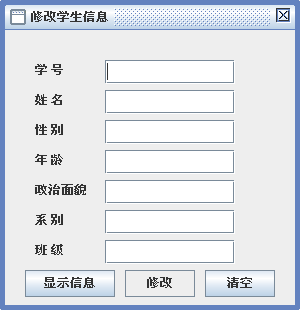 修改学生信息
学 号
姓 名
性 别
年 龄
政治面貌
系 别
班 级
显示信息 修改 清空